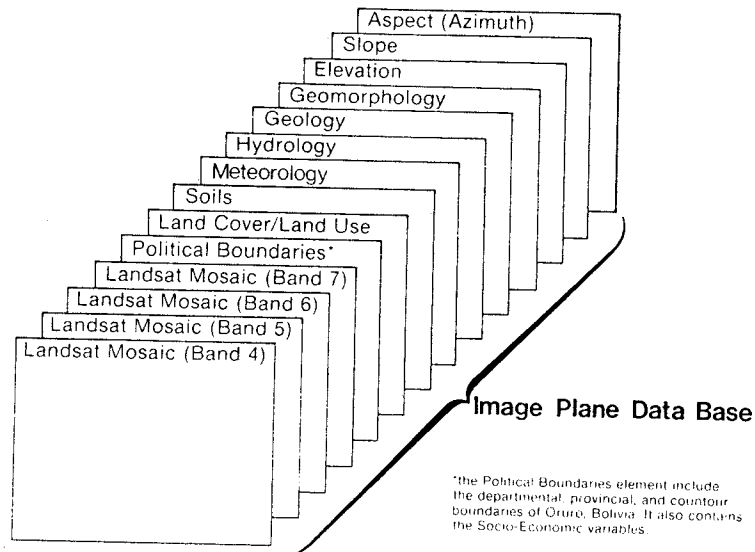 Aspect (Azimuth)
Slope
Elevation
Geomorphology
Geology
Hydrology
Meteorology
Soils
Land Cover/Land Use
Political Boundaries*
Landsat Mosaic (Band 7)
Landsat Mosaic (Band 6)
Landsat Mosaic (Band 5)
Landsat Mosaic (Band 4)
Image Plane Data Base
*the Political Boundaries element include
the departmental, provincial, and countour
boundaries of Oruro, Bolivia. It also contains
the Socio-Economic variables.